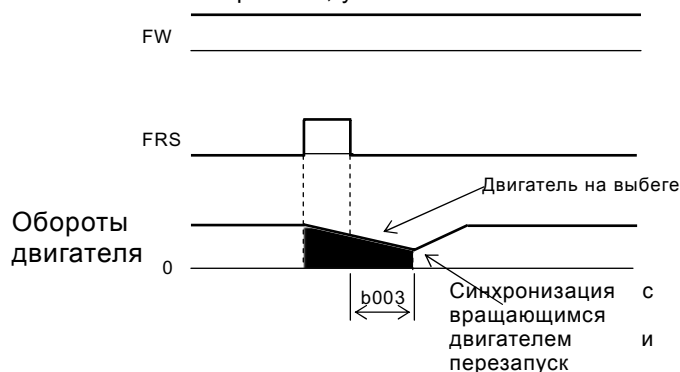 FW
FRS
Двигатель на выбеге
Обороты
двигателя
0
b003
Синхронизация с
вращающимся
двигателем и
перезапуск